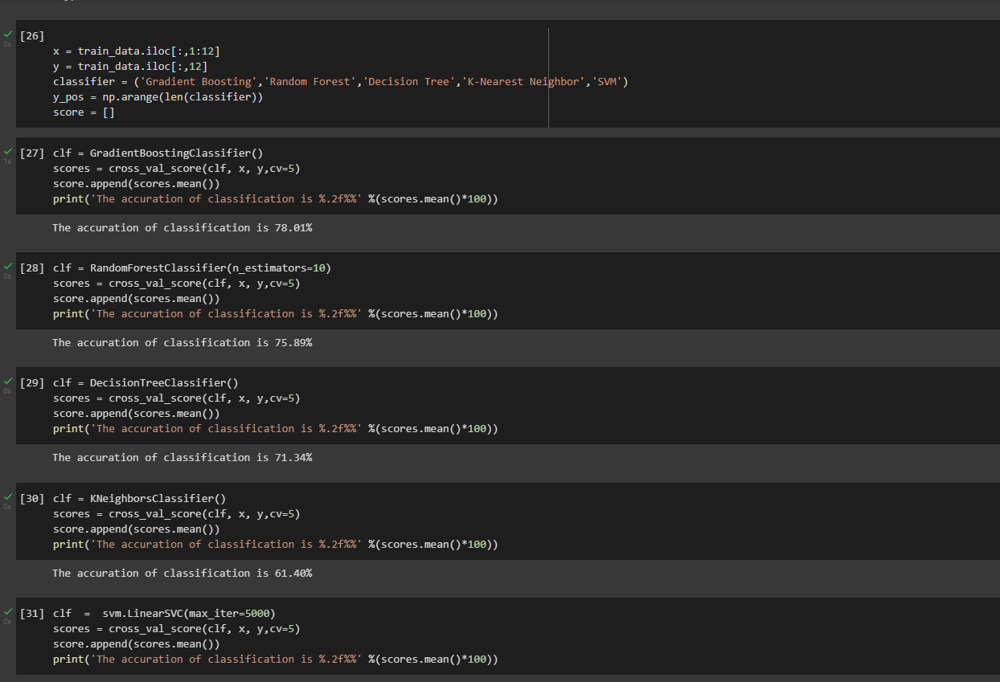 [26]
x = train_data.iloc[:,1:12]
y = train_data.iloc[:,12]
classifier = ('Gradient Boosting','Random Forest','Decision Tree','K-Nearest Neighbor','SVM')
y_pos = np.arange(len(classifier))
score = []
0s
[27] clf = GradientBoostingClassifier()
1s
scores = cross_val_score(clf, x, y,cv=5)
score.append(scores.mean())
print('The accuration of classification is %.2f%%' %(scores.mean()*100))
The accuration of classification is 78.01%
[28] clf = RandomForestClassifier(n_estimators=10)
0s
scores = cross_val_score(clf, x, y,cv=5)
score.append(scores.mean())
print('The accuration of classification is %.2f%%' %(scores.mean()*100))
The accuration of classification is 75.89%
[29] clf = DecisionTreeClassifier()
0s
scores = cross_val_score(clf, x, y,cv=5)
score.append(scores.mean())
print('The accuration of classification is %.2f%%' %(scores.mean()*100))
The accuration of classification is 71.34%
[30] clf = KNeighborsClassifier()
0s
scores = cross_val_score(clf, x, y,cv=5)
score.append(scores.mean())
print('The accuration of classification is %.2f%%' %(scores.mean()*100))
The accuration of classification is 61.40%
[31] clf  =  svm.LinearSVC(max_iter=5000)
0s
scores = cross_val_score(clf, x, y,cv=5)
score.append(scores.mean())
print('The accuration of classification is %.2f%%' %(scores.mean()*100))